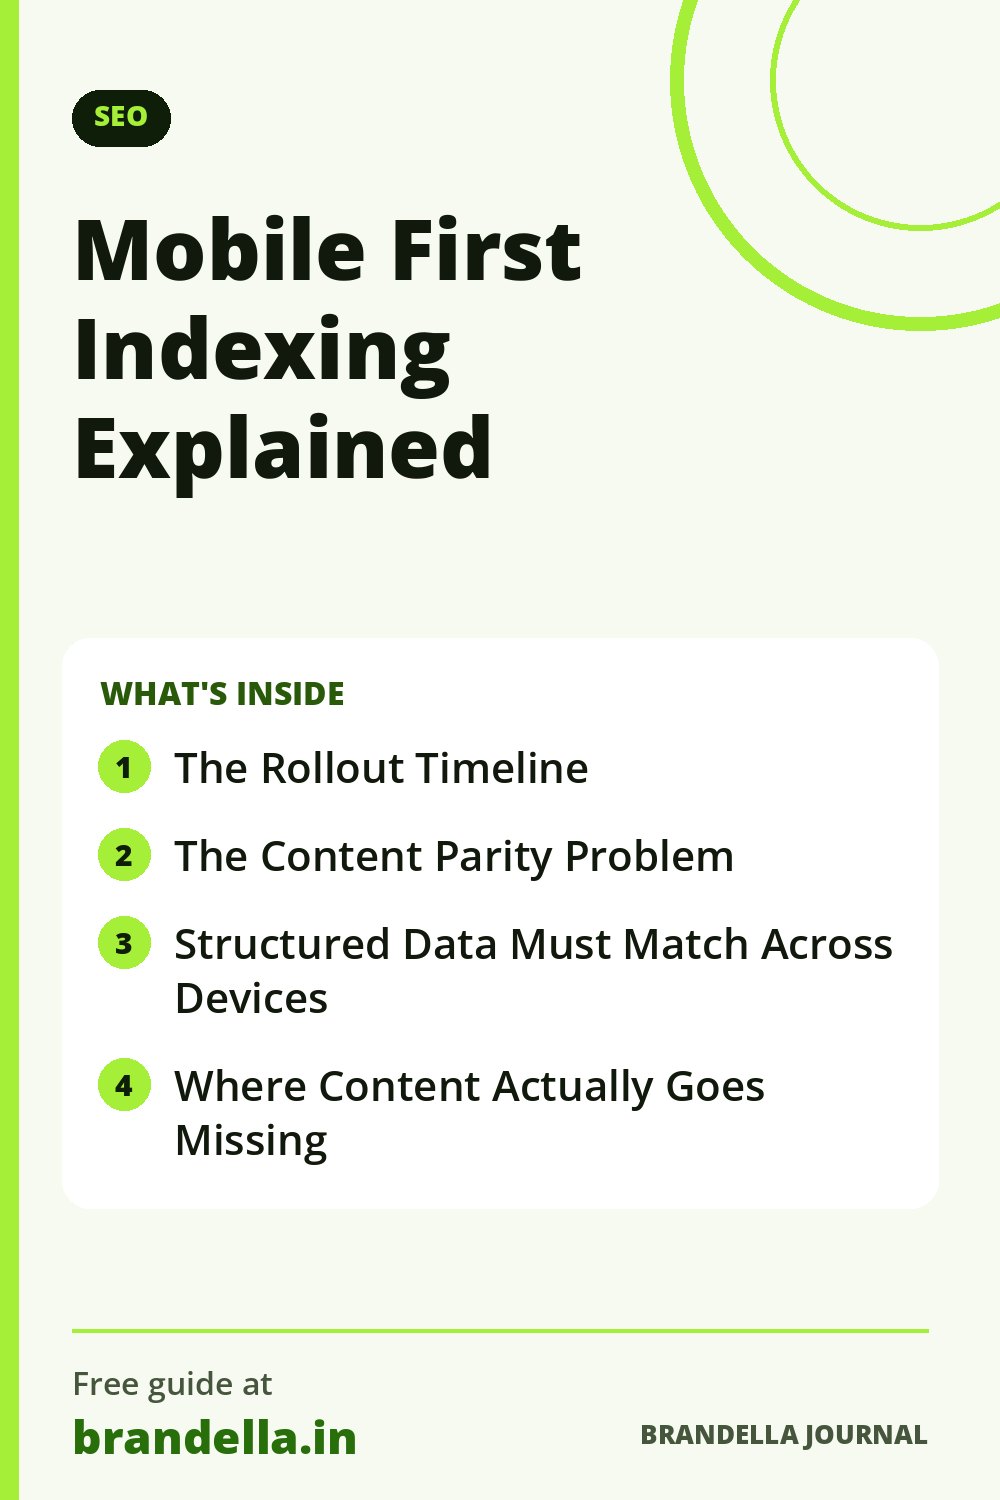 SEO
Mobile First
Indexing
Explained
WHAT'S INSIDE
1 The Rollout Timeline
2 The Content Parity Problem
3 Structured Data Must Match Across
Devices
4 Where Content Actually Goes
Missing
Free guide at
brandella.in
BRANDELLA JOURNAL